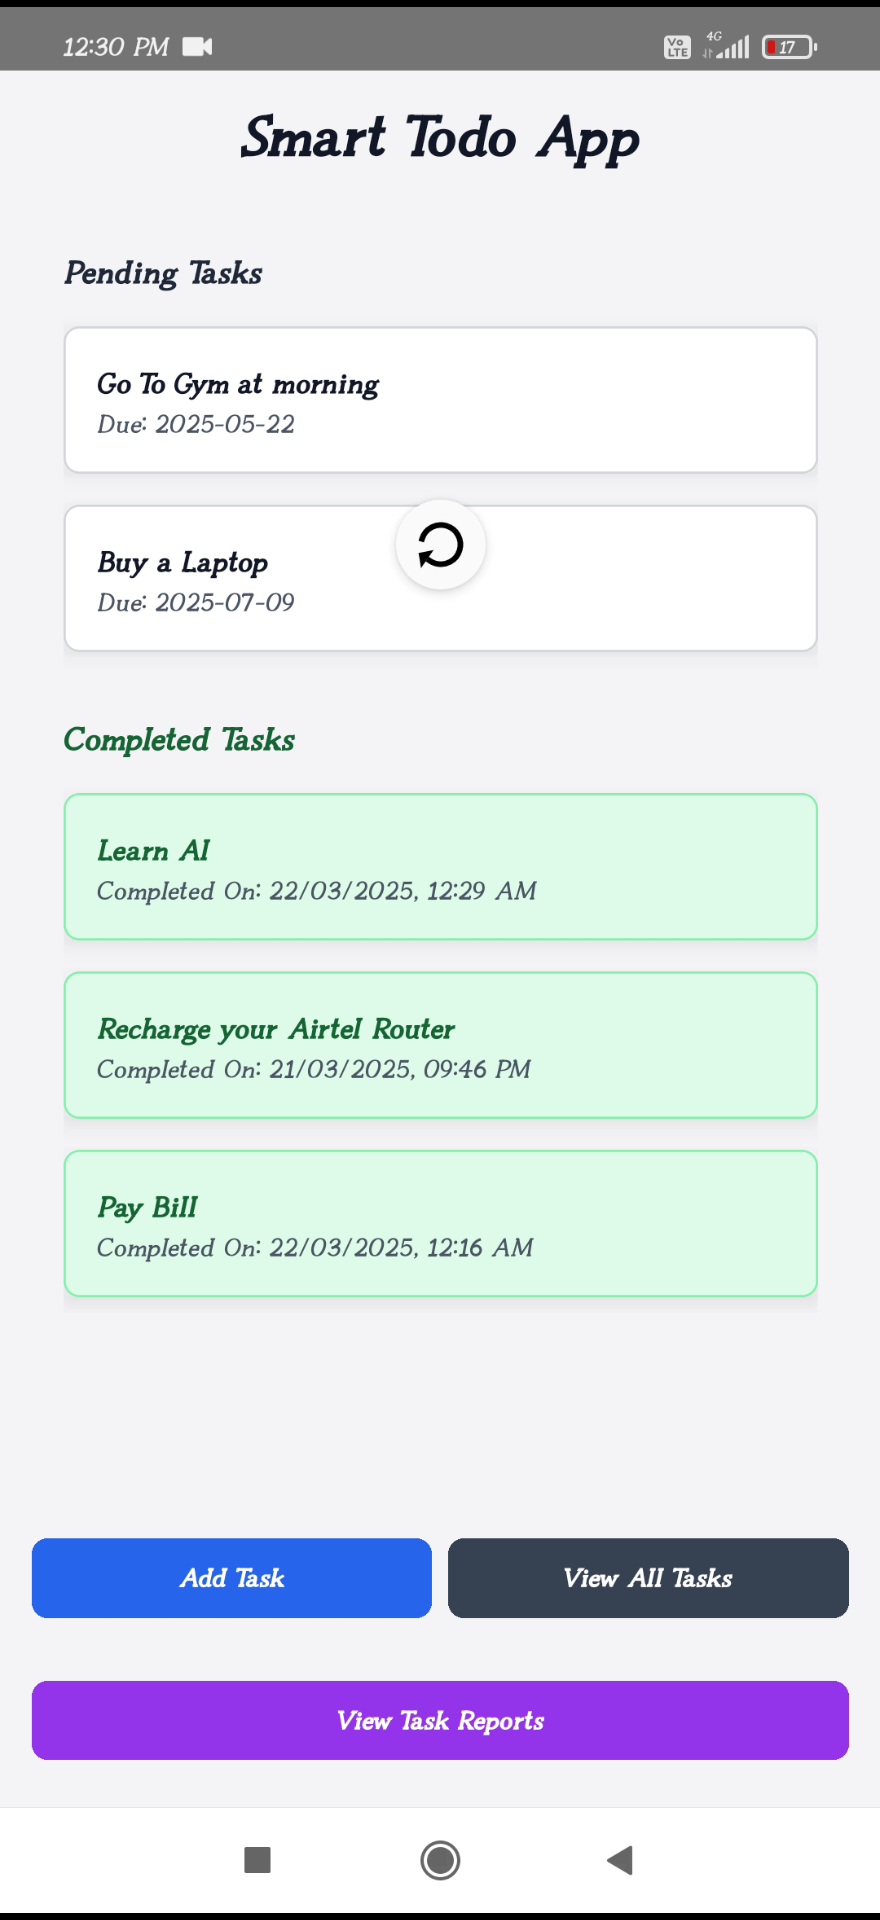 12:30 PM
Vo LTE 4G 17
Smart Todo App
Pending Tasks
Go To Gym at morning
Due: 2025-05-22
Buy a Laptop
Due: 2025-07-09
Completed Tasks
Learn AI
Completed On: 22/03/2025, 12:29 AM
Recharge your Airtel Router
Completed On: 21/03/2025, 09:46 PM
Pay Bill
Completed On: 22/03/2025, 12:16 AM
Add Task
View All Tasks
View Task Reports